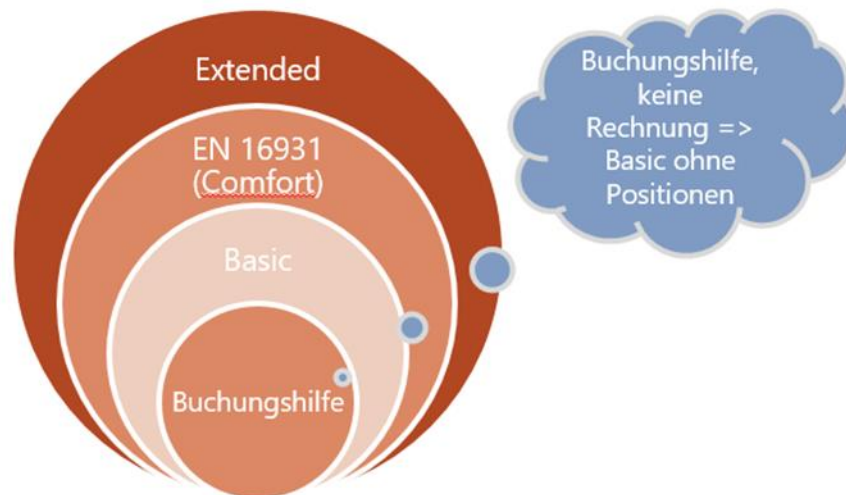 Extended
EN 16931
(Comfort)
Basic
Buchungshilfe
Buchungshilfe,
keine
Rechnung =>
Basic ohne
Positionen